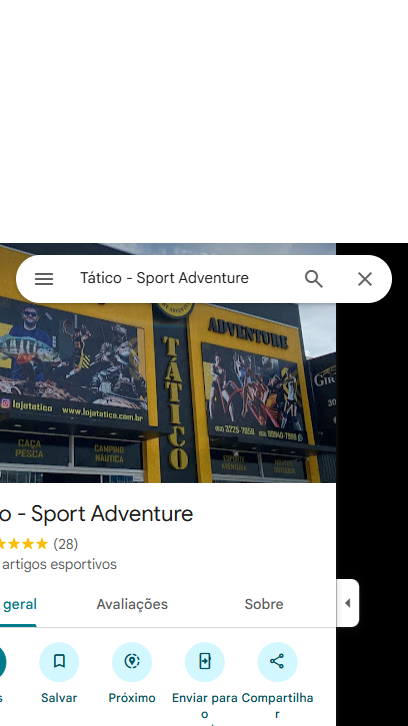 Tático - Sport Adventure
ADVENTURE
TÁTICO
lojatatico www.lojatatico.com.br
CAÇA
PESCA
CAMPING
NÁUTICA
ESPORTE
AVENTURA
o - Sport Adventure
(28)
artigos esportivos
geral
Avaliações
Sobre
s
Salvar
Próximo
Enviar para
o
Compartilha
r